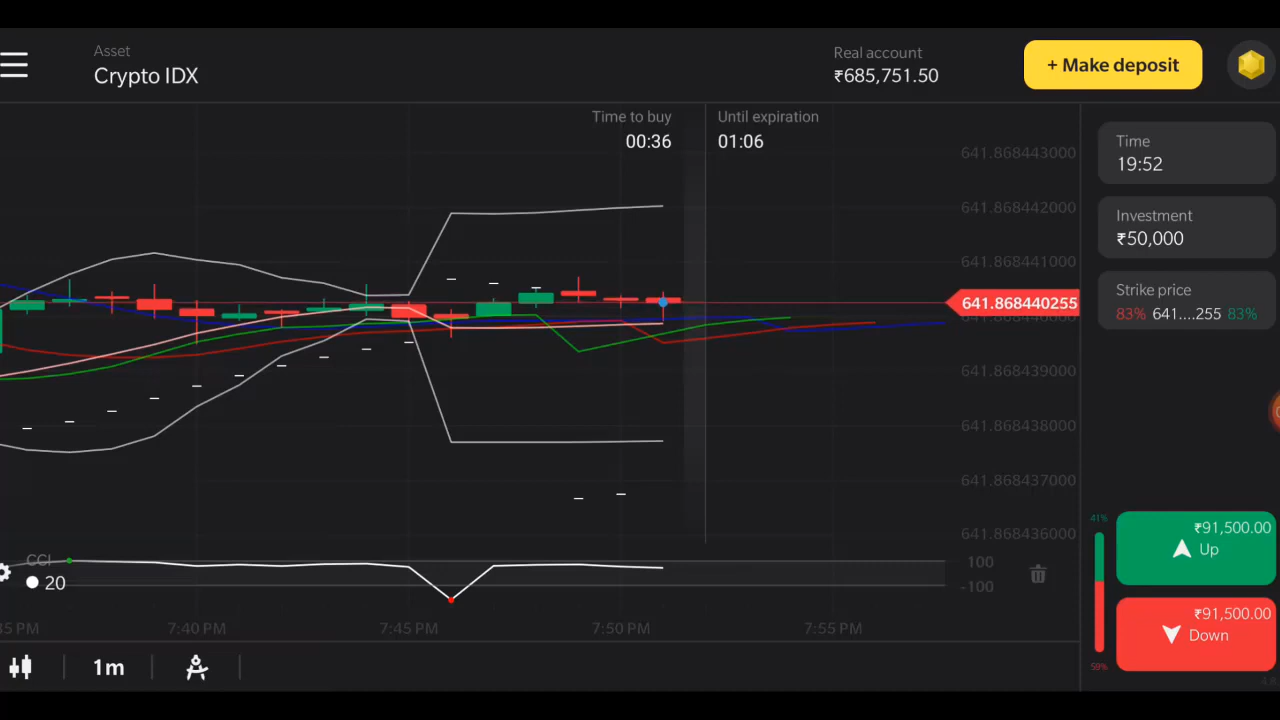 Asset
Crypto IDX
Real account
₹685,751.50
+ Make deposit
Time to buy
00:36
Until expiration
01:06
641.868443000
642.868442000
641.868441000
641.868440255
641.868439000
641.868438000
641.868437000
641.868436000
Time
19:52
Investment
₹50,000
Strike price
83% 641....255 83%
41%
₹91,500.00
Up
₹91,500.00
Down
59%
CCI
20
100
-100
7:40 PM
7:45 PM
7:50 PM
7:55 PM
1m